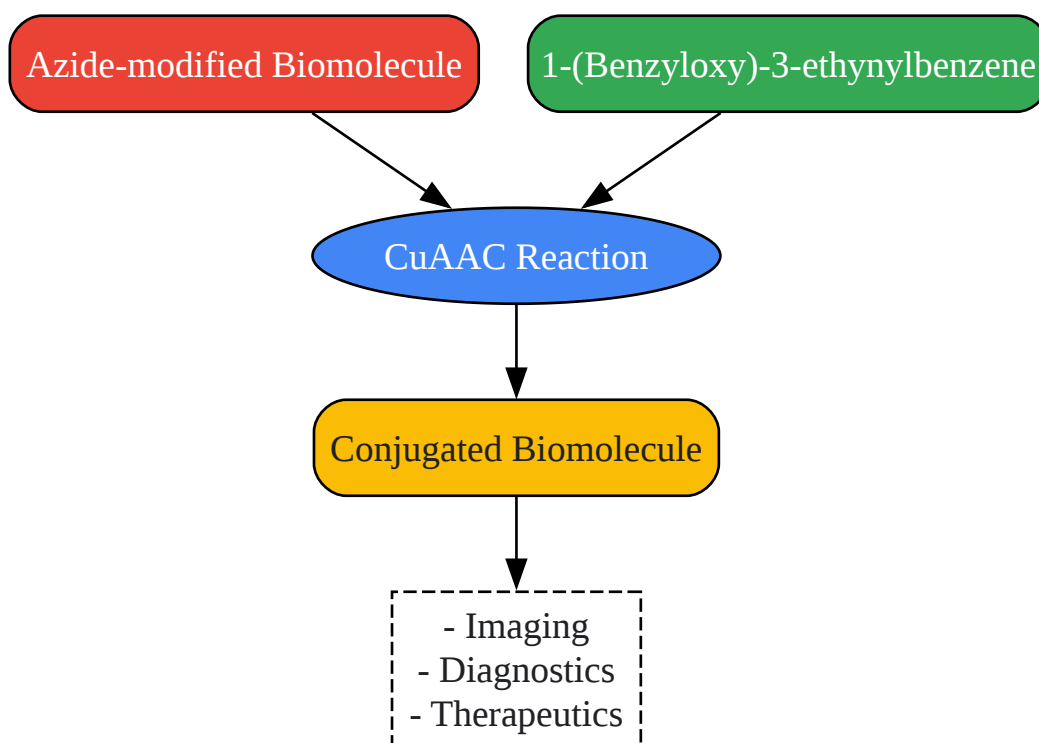 Azide-modified Biomolecule
1-(Benzyloxy)-3-ethynylbenzene
CuAAC Reaction
Conjugated Biomolecule
- Imaging
- Diagnostics
- Therapeutics